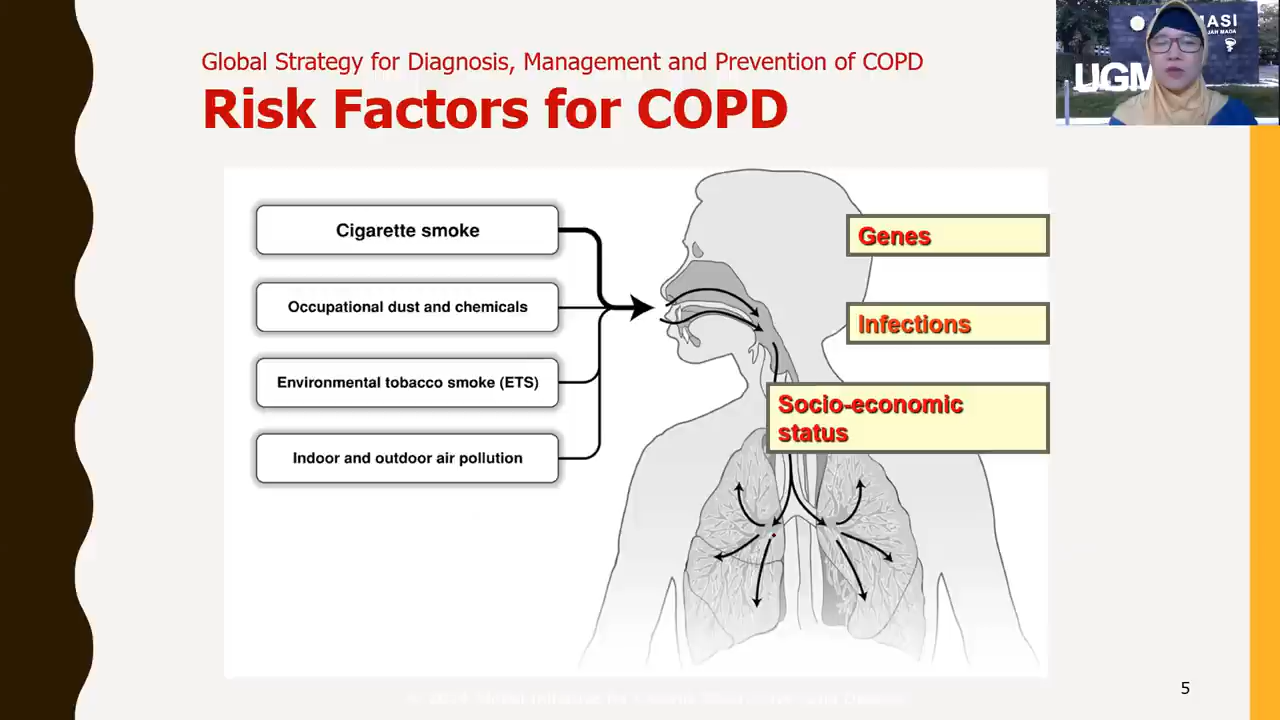 Global Strategy for Diagnosis, Management and Prevention of COPD
Risk Factors for COPD
Cigarette smoke
Occupational dust and chemicals
Environmental tobacco smoke (ETS)
Indoor and outdoor air pollution
Genes
Infections
Socio-economic
status
UGM
5